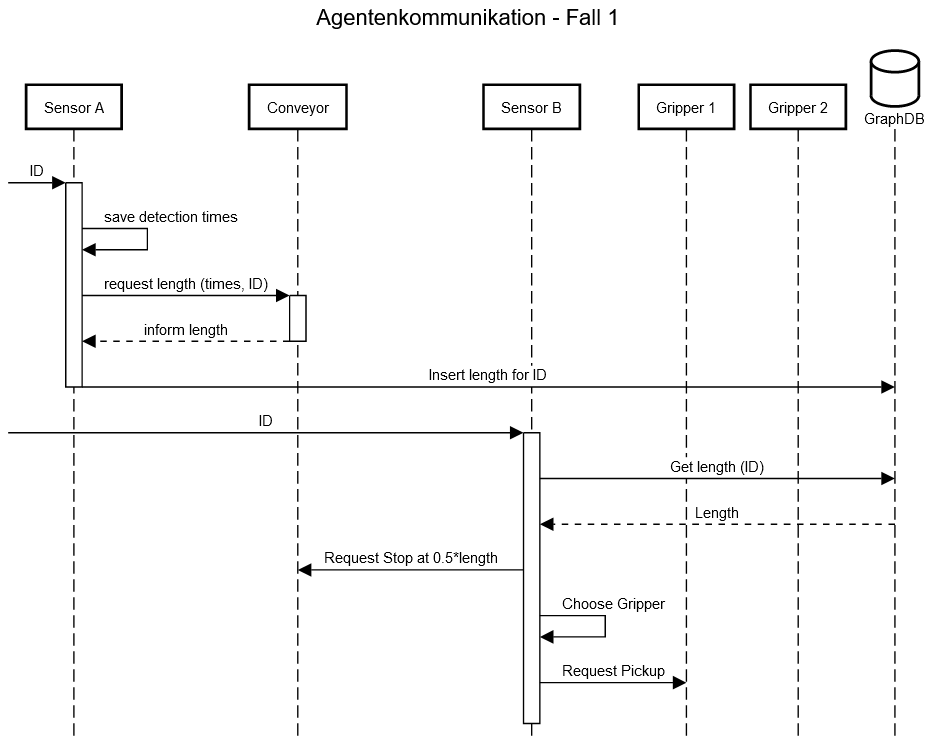 Agentenkommunikation - Fall 1
Sensor A
Conveyor
Sensor B
Gripper 1
Gripper 2
GraphDB
ID
save detection times
request length (times, ID)
inform length
Insert length for ID
ID
Get length (ID)
Length
Request Stop at 0.5*length
Choose Gripper
Request Pickup